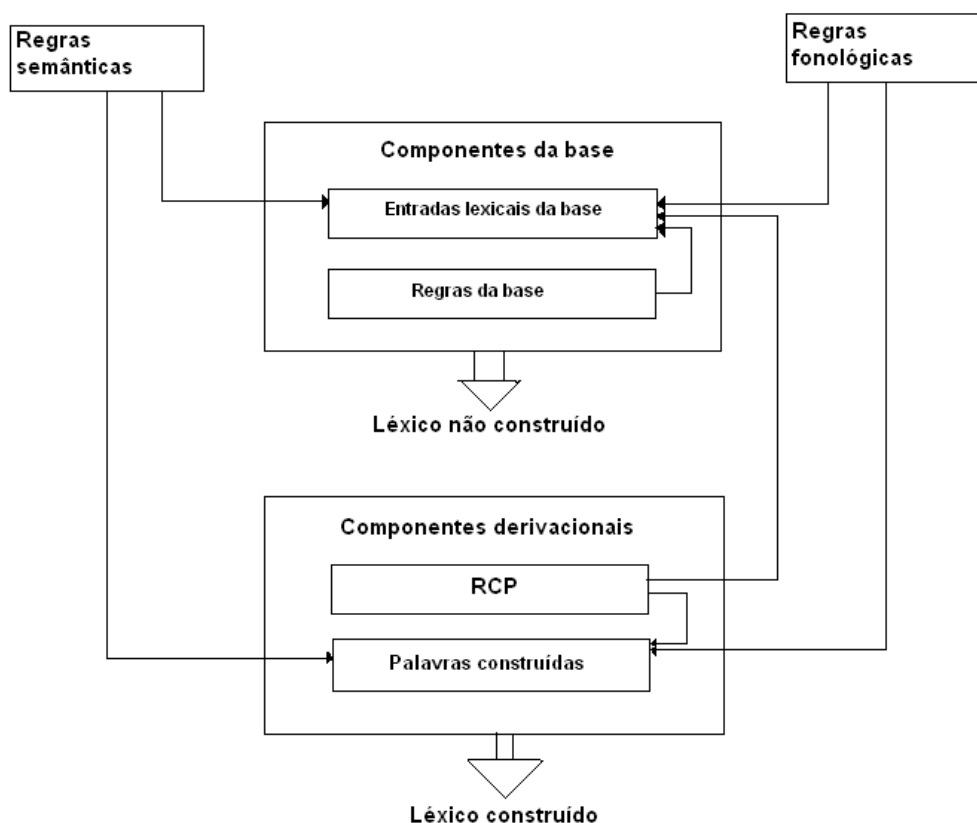 Regras
semânticas
Regras
fonológicas
Componentes da base
Entradas lexicais da base
Regras da base
Léxico não construído
Componentes derivacionais
RCP
Palavras construídas
Léxico construído